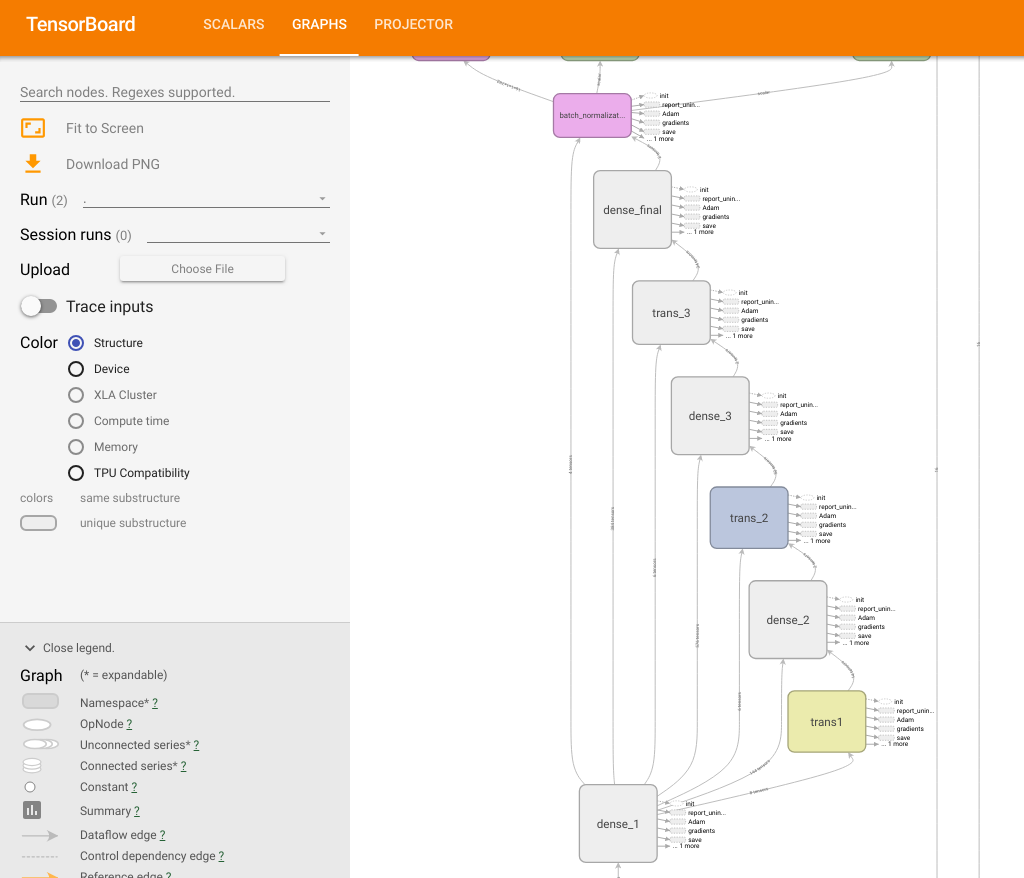 TensorBoard
SCALARS GRAPHS PROJECTOR
Search nodes. Regexes supported.
Fit to Screen
Download PNG
Run (2) .
Session runs (0)
Upload Choose File
Trace inputs
Color Structure
Device
XLA Cluster
Compute time
Memory
TPU Compatibility
colors same substructure
unique substructure
Close legend.
Graph (* = expandable)
Namespace* ?
OpNode ?
Unconnected series* ?
Connected series* ?
Constant ?
Summary ?
Dataflow edge ?
Control dependency edge ?
Reference edge ?
batch_normalizat...
init
report_unin...
Adam
gradients
save
... 1 more
dense_final
init
report_unin...
Adam
gradients
save
... 1 more
trans_3
init
report_unin...
Adam
gradients
save
... 1 more
dense_3
init
report_unin...
Adam
gradients
save
... 1 more
trans_2
init
report_unin...
Adam
gradients
save
... 1 more
dense_2
init
report_unin...
Adam
gradients
save
... 1 more
trans1
init
report_unin...
Adam
gradients
save
... 1 more
dense_1
init
report_unin...
Adam
gradients
save
... 1 more